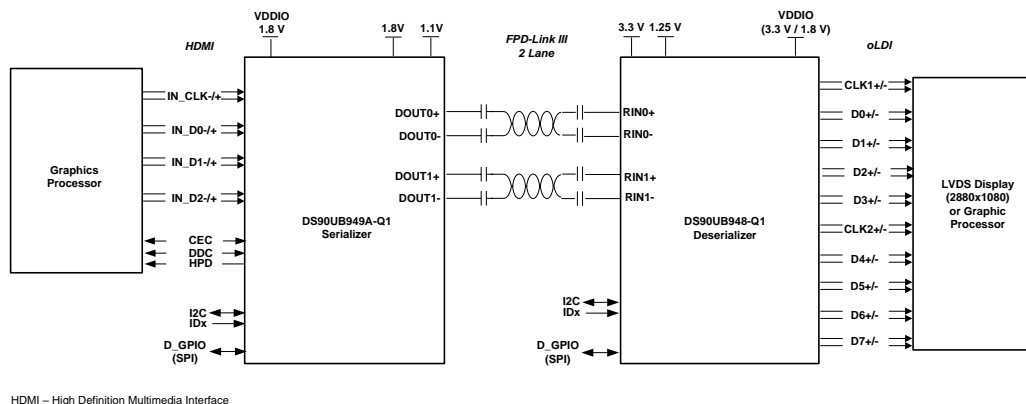 VDDIO
1.8 V
1.8V
1.1V
HDMI
FPD-Link III
2 Lane
3.3 V
1.25 V
VDDIO
(3.3 V / 1.8 V)
oLDI
Graphics
Processor
IN_CLK-/+
IN_D0-/+
IN_D1-/+
IN_D2-/+
CEC
DDC
HPD
I2C
IDx
D_GPIO
(SPI)
DOUT0+
DOUT0-
DOUT1+
DOUT1-
DS90UB949A-Q1
Serializer
RIN0+
RIN0-
RIN1+
RIN1-
DS90UB948-Q1
Deserializer
I2C
IDx
D_GPIO
(SPI)
CLK1+/-
D0+/-
D1+/-
D2+/-
D3+/-
CLK2+/-
D4+/-
D5+/-
D6+/-
D7+/-
LVDS Display
(2880x1080)
or Graphic
Processor
HDMI – High Definition Multimedia Interface